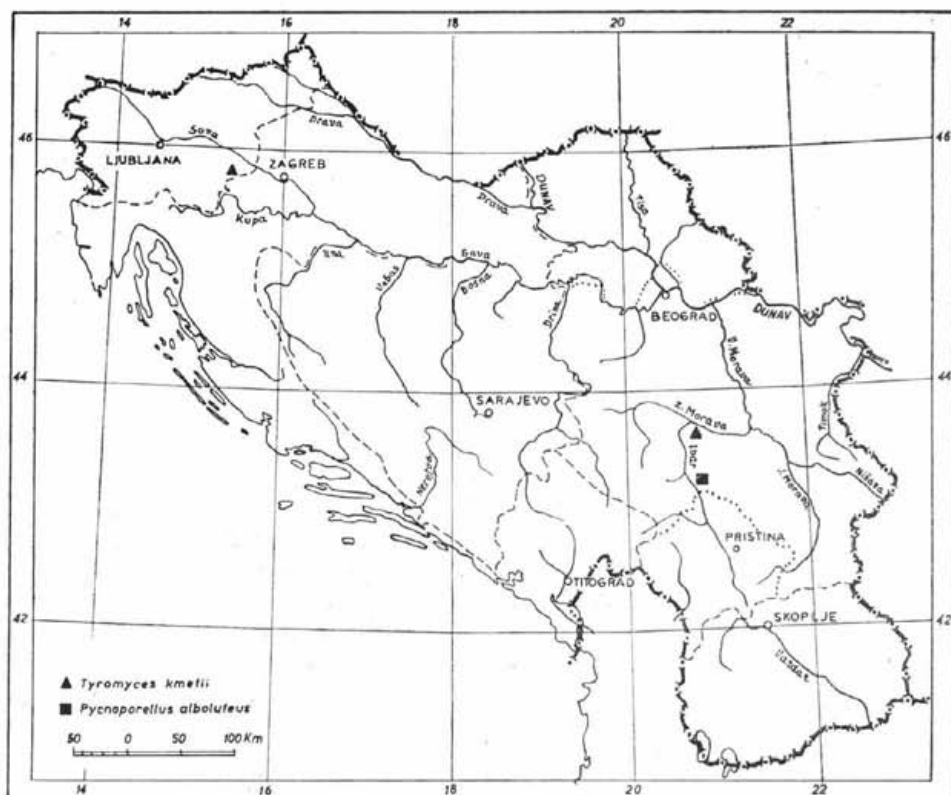 14 16 18 20 22
46 46
44 44
42 42
14 16 18 20 22
Sava
Drava
LJUBLJANA
ZAGREB
Kupa
Una
Vrbas
Bosna
Sava
Drava
DUNAV
Tisa
Drina
BEOGRAD
DUNAV
V. Morava
SARAJEVO
Z. Morava
Ibar
Timok
Nišava
J. Morava
Neretva
PRISTINA
TITOGRAD
SKOPLJE
Vardar
Tyromyces kmetii
Pycnoporellus alboluteus
50 0 50 100 Km